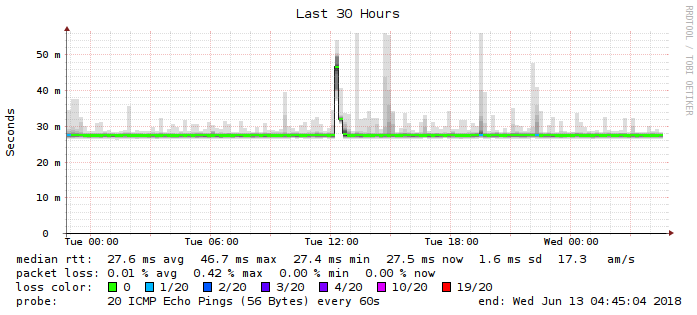 Last 30 Hours
RRDTOOL / TOBI OETIKER
Seconds
50 m
40 m
30 m
20 m
10 m
0
Tue 00:00 Tue 06:00 Tue 12:00 Tue 18:00 Wed 00:00
median rtt: 27.6 ms avg 46.7 ms max 27.4 ms min 27.5 ms now 1.6 ms sd 17.3 am/s
packet loss: 0.01 % avg 0.42 % max 0.00 % min 0.00 % now
loss color: 0 1/20 2/20 3/20 4/20 10/20 19/20
probe: 20 ICMP Echo Pings (56 Bytes) every 60s end: Wed Jun 13 04:45:04 2018